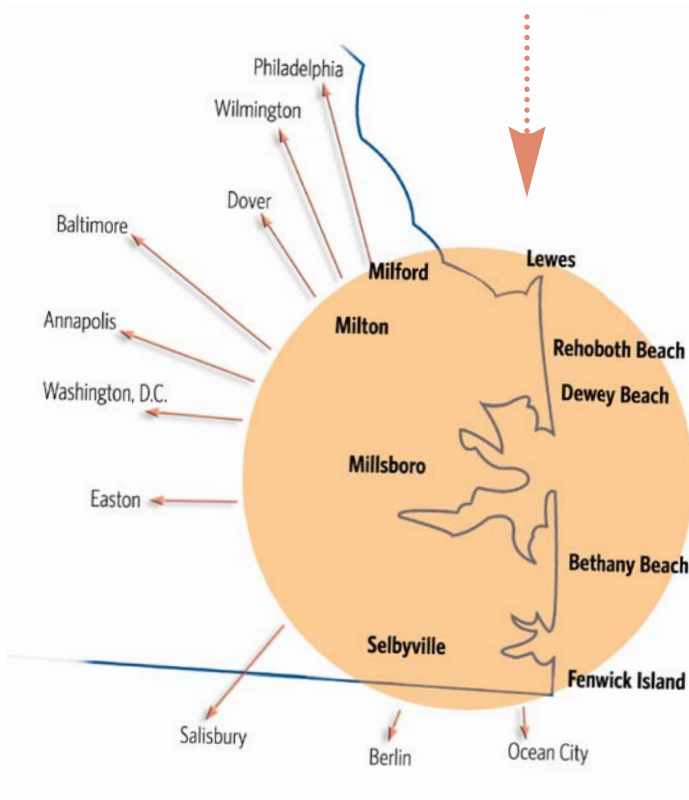 Philadelphia
Wilmington
Dover
Baltimore
Lewes
Milford
Annapolis
Milton
Rehoboth Beach
Washington, D.C.
Dewey Beach
Millsboro
Easton
Bethany Beach
Selbyville
Fenwick Island
Salisbury
Berlin
Ocean City